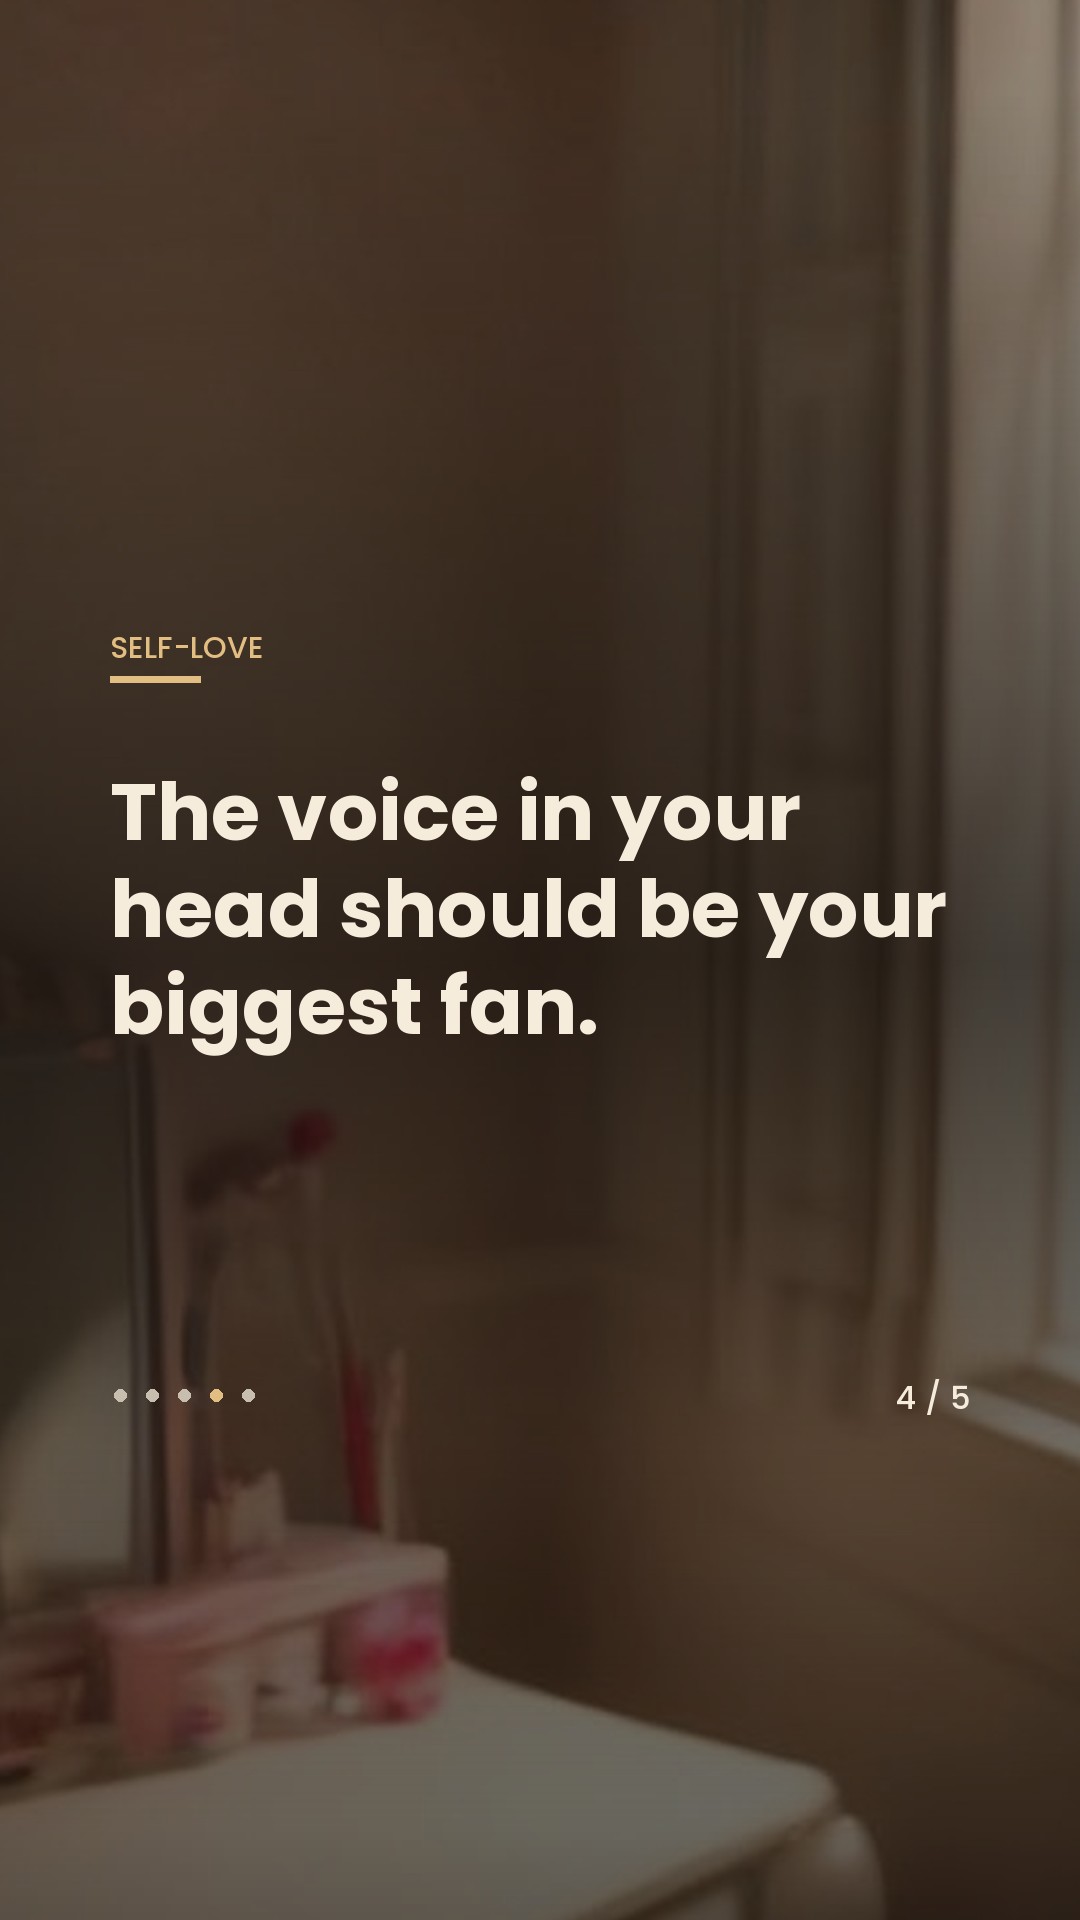 SELF-LOVE
The voice in your
head should be your
biggest fan.
4 / 5